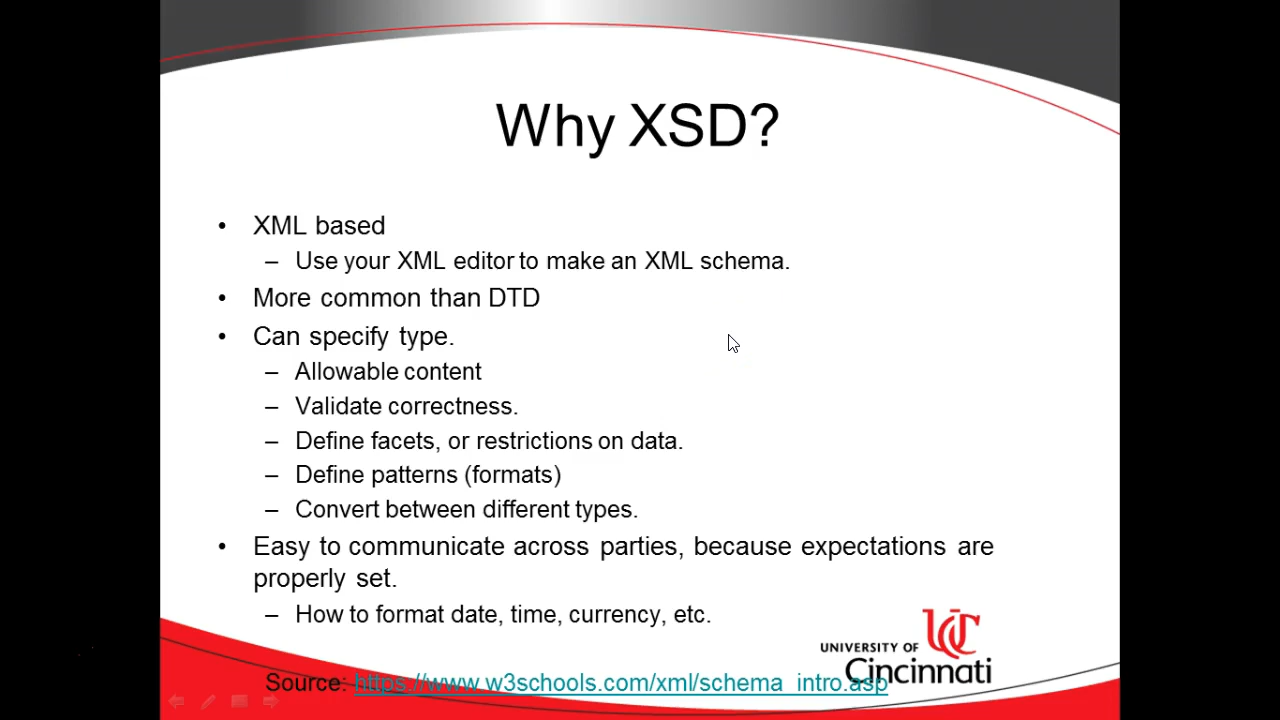 Why XSD?
• XML based
– Use your XML editor to make an XML schema.
• More common than DTD
• Can specify type.
– Allowable content
– Validate correctness.
– Define facets, or restrictions on data.
– Define patterns (formats)
– Convert between different types.
• Easy to communicate across parties, because expectations are
properly set.
– How to format date, time, currency, etc.
UC
UNIVERSITY OF
Cincinnati
Source: https://www.w3schools.com/xml/schema_intro.asp